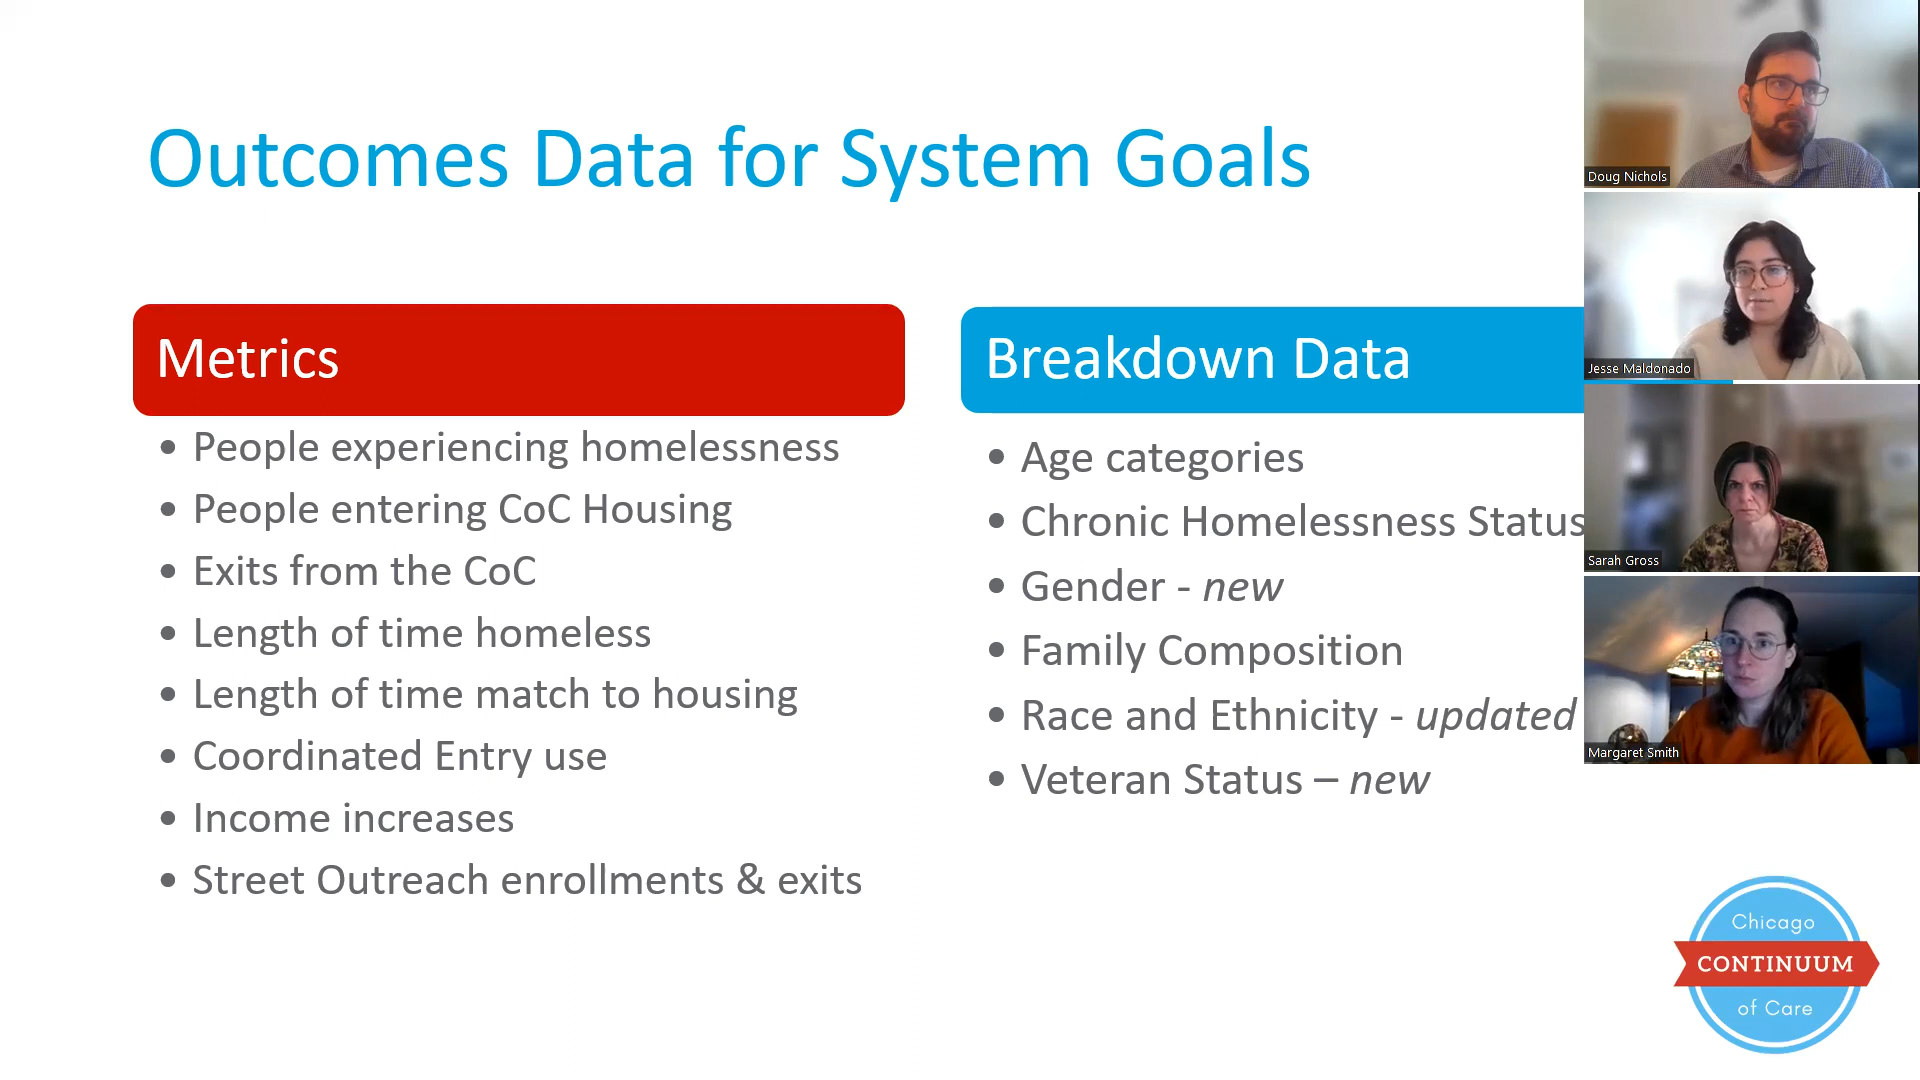 Outcomes Data for System Goals
Metrics
• People experiencing homelessness
• People entering CoC Housing
• Exits from the CoC
• Length of time homeless
• Length of time match to housing
• Coordinated Entry use
• Income increases
• Street Outreach enrollments & exits
Breakdown Data
• Age categories
• Chronic Homelessness Status
• Gender - new
• Family Composition
• Race and Ethnicity - updated
• Veteran Status – new
Doug Nichols
Jesse Maldonado
Sarah Gross
Margaret Smith
Chicago
CONTINUUM
of Care